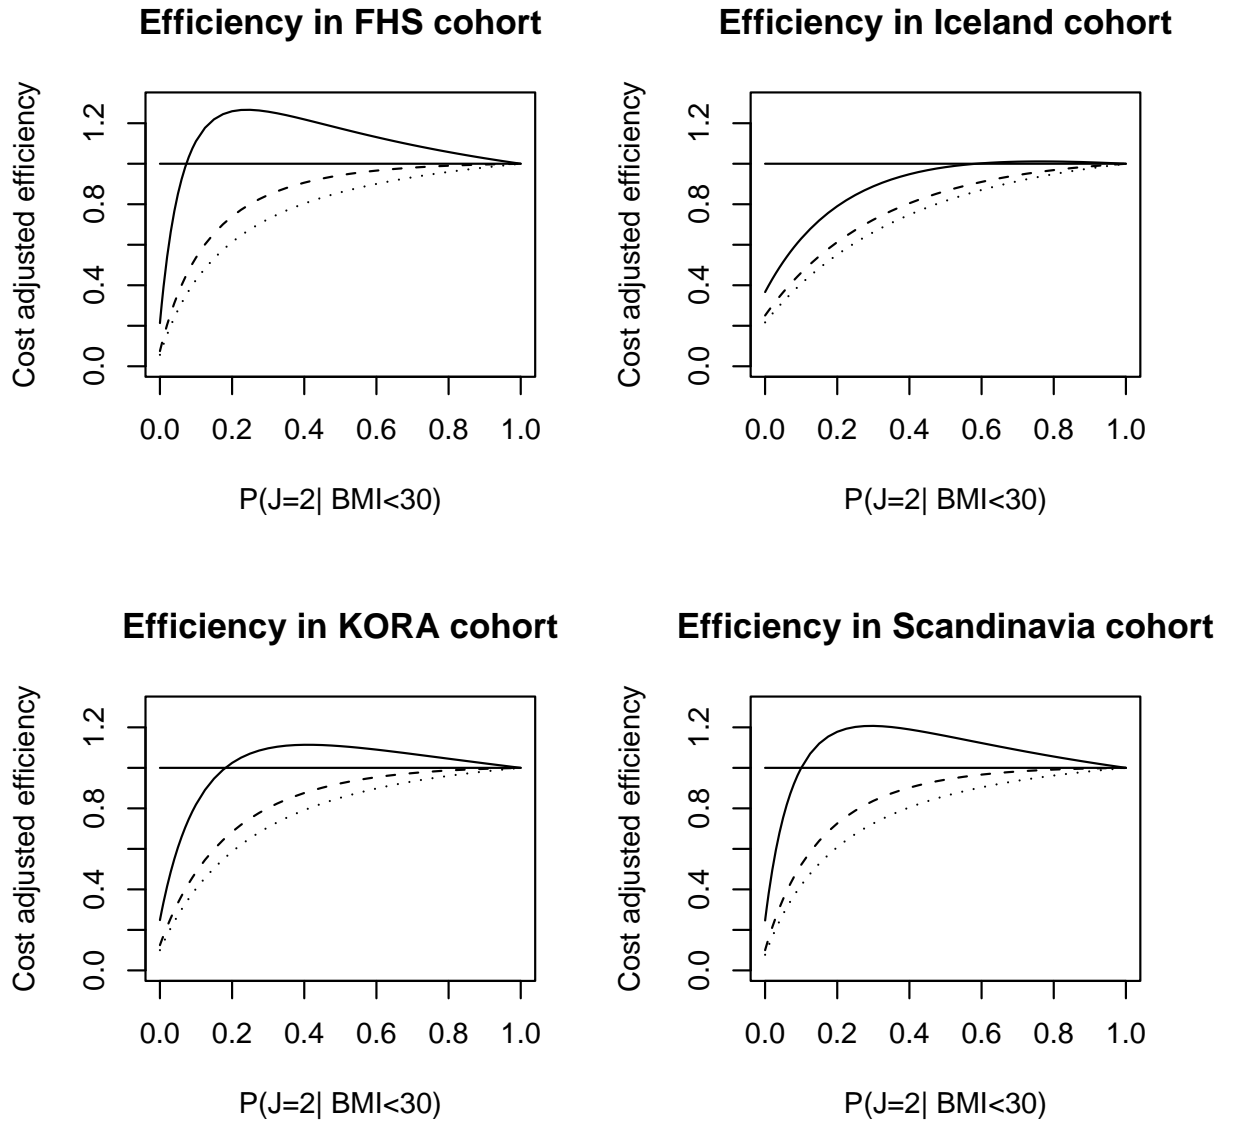 Efficiency in FHS cohort
Cost adjusted efficiency
1.2
0.8
0.4
0.0
0.0 0.2 0.4 0.6 0.8 1.0
P(J=2| BMI<30)
Efficiency in Iceland cohort
Cost adjusted efficiency
1.2
0.8
0.4
0.0
0.0 0.2 0.4 0.6 0.8 1.0
P(J=2| BMI<30)
Efficiency in KORA cohort
Cost adjusted efficiency
1.2
0.8
0.4
0.0
0.0 0.2 0.4 0.6 0.8 1.0
P(J=2| BMI<30)
Efficiency in Scandinavia cohort
Cost adjusted efficiency
1.2
0.8
0.4
0.0
0.0 0.2 0.4 0.6 0.8 1.0
P(J=2| BMI<30)